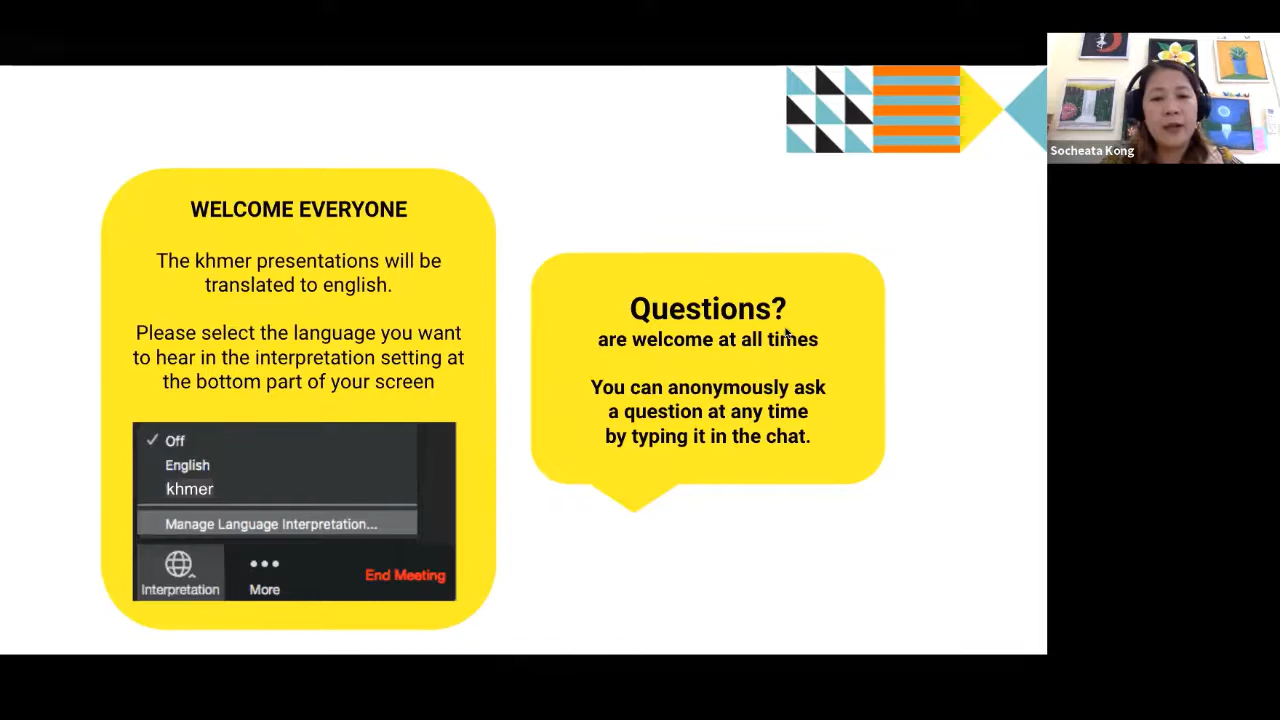 WELCOME EVERYONE
The khmer presentations will be
translated to english.
Please select the language you want
to hear in the interpretation setting at
the bottom part of your screen
✓ Off
English
khmer
Manage Language Interpretation...
Interpretation
More
End Meeting
Questions?
are welcome at all times
You can anonymously ask
a question at any time
by typing it in the chat.
Socheata Kong